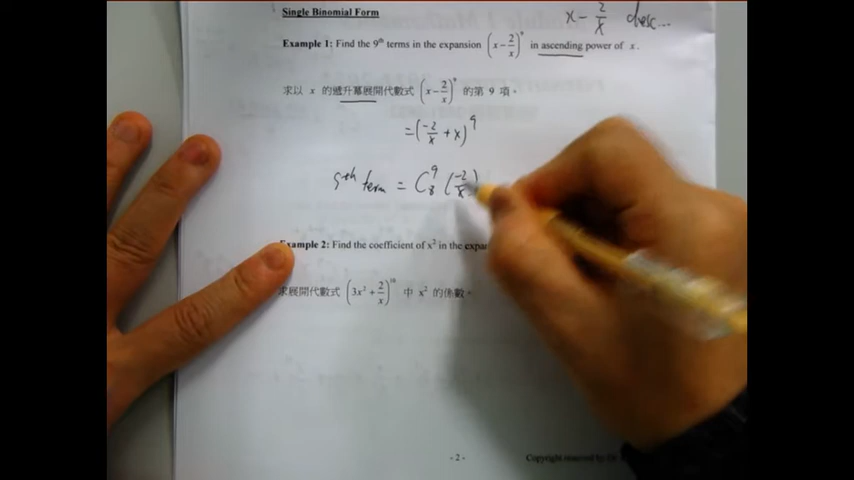 Single Binomial Form
x - 2/x desc...
Example 1: Find the 9th terms in the expansion (x - 2/x)^9 in ascending power of x.
求以 x 的遞升冪展開代數式 (x - 2/x)^9 的第 9 項。
= (-2/x + x)^9
9th term = C^9_8 (-2/x)
Example 2: Find the coefficient of x² in the
求展開代數式 (3x² + 2/x)^10 中 x² 的係數。
- 2 -
Copyright reserved by